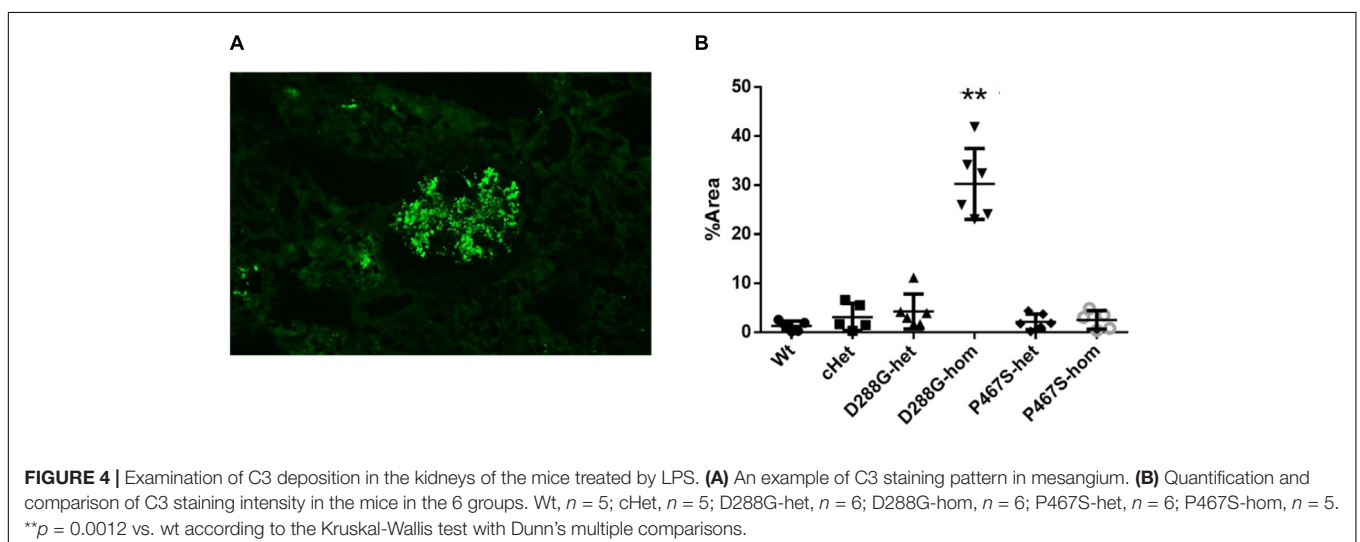 A
B
50
40
30
20
10
0
%Area
**
Wt
cHet
D288G-het
D288G-hom
P467S-het
P467S-hom
FIGURE 4 | Examination of C3 deposition in the kidneys of the mice treated by LPS. (A) An example of C3 staining pattern in mesangium. (B) Quantification and
comparison of C3 staining intensity in the mice in the 6 groups. Wt, n = 5; cHet, n = 5; D288G-het, n = 6; D288G-hom, n = 6; P467S-het, n = 6; P467S-hom, n = 5.
**p = 0.0012 vs. wt according to the Kruskal-Wallis test with Dunn's multiple comparisons.